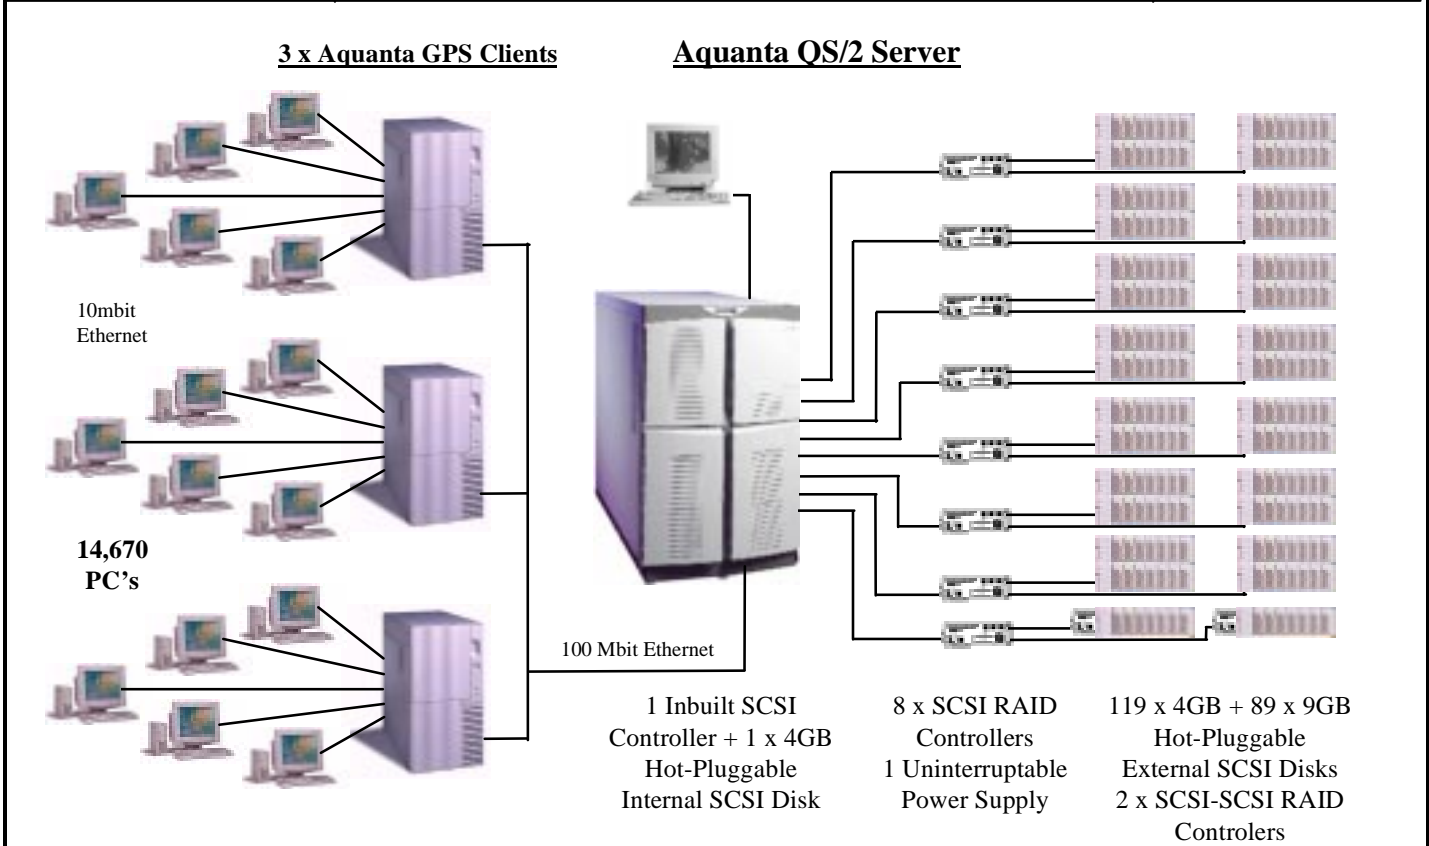 3 x Aquanta GPS Clients
Aquanta QS/2 Server
10mbit
Ethernet
14,670
PC's
100 Mbit Ethernet
1 Inbuilt SCSI
Controller + 1 x 4GB
Hot-Pluggable
Internal SCSI Disk
8 x SCSI RAID
Controllers
1 Uninterruptable
Power Supply
119 x 4GB + 89 x 9GB
Hot-Pluggable
External SCSI Disks
2 x SCSI-SCSI RAID
Controlers